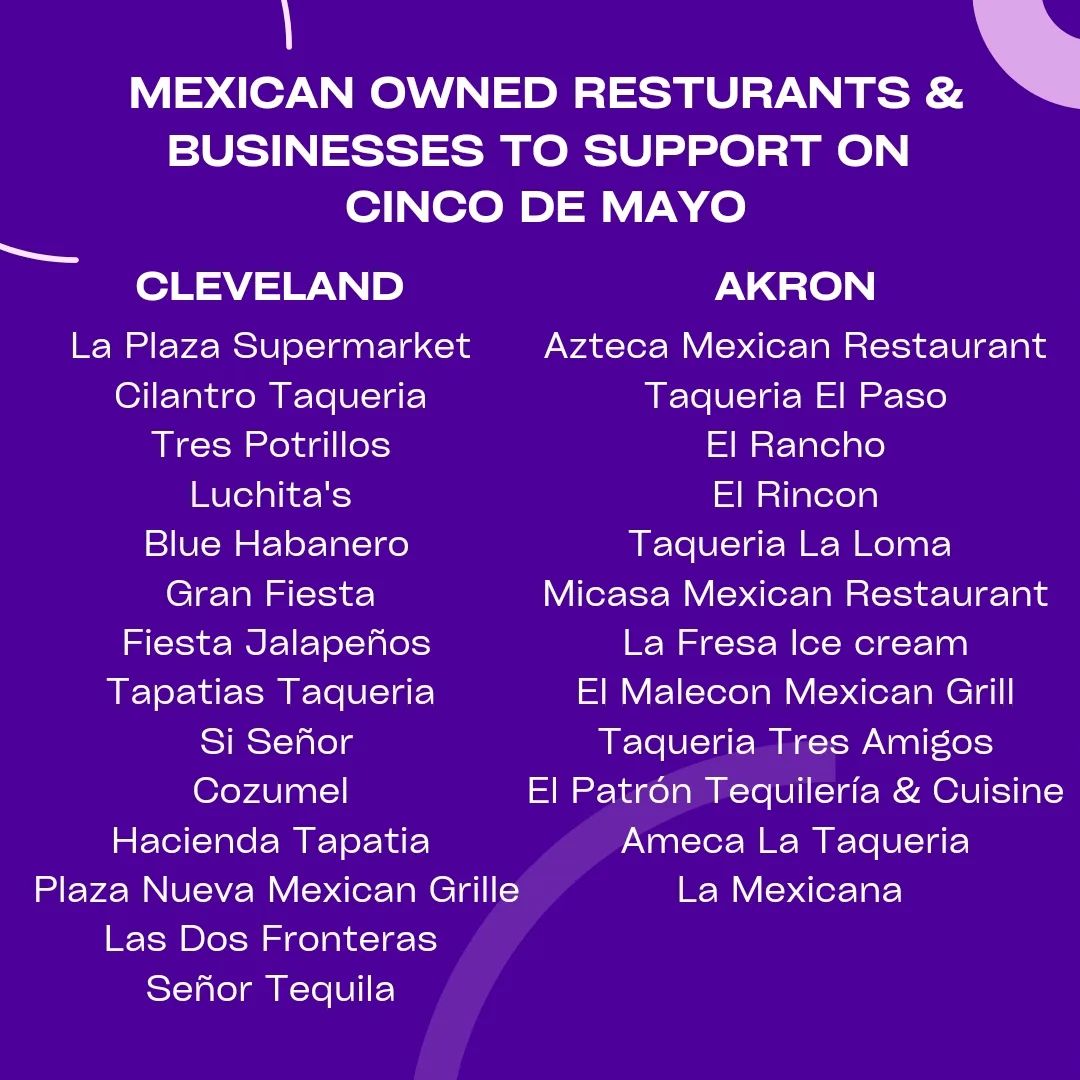 MEXICAN OWNED RESTURANTS &
BUSINESSES TO SUPPORT ON
CINCO DE MAYO
CLEVELAND
La Plaza Supermarket
Cilantro Taqueria
Tres Potrillos
Luchita's
Blue Habanero
Gran Fiesta
Fiesta Jalapeños
Tapatias Taqueria
Si Señor
Cozumel
Hacienda Tapatia
Plaza Nueva Mexican Grille
Las Dos Fronteras
Señor Tequila
AKRON
Azteca Mexican Restaurant
Taqueria El Paso
El Rancho
El Rincon
Taqueria La Loma
Micasa Mexican Restaurant
La Fresa Ice cream
El Malecon Mexican Grill
Taqueria Tres Amigos
El Patrón Tequilería & Cuisine
Ameca La Taqueria
La Mexicana